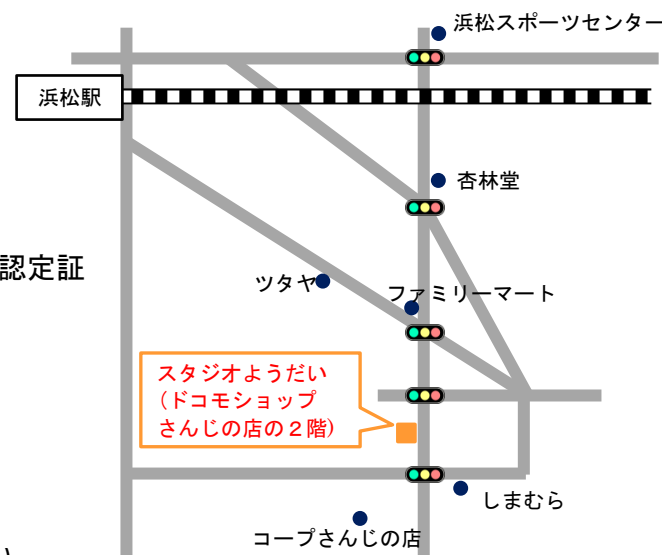 浜松スポーツセンター
浜松駅
杏林堂
認定証
ツタヤ
ファミリーマート
スタジオようだい
(ドコモショップ
さんじの店の２階)
しまむら
コープさんじの店
)